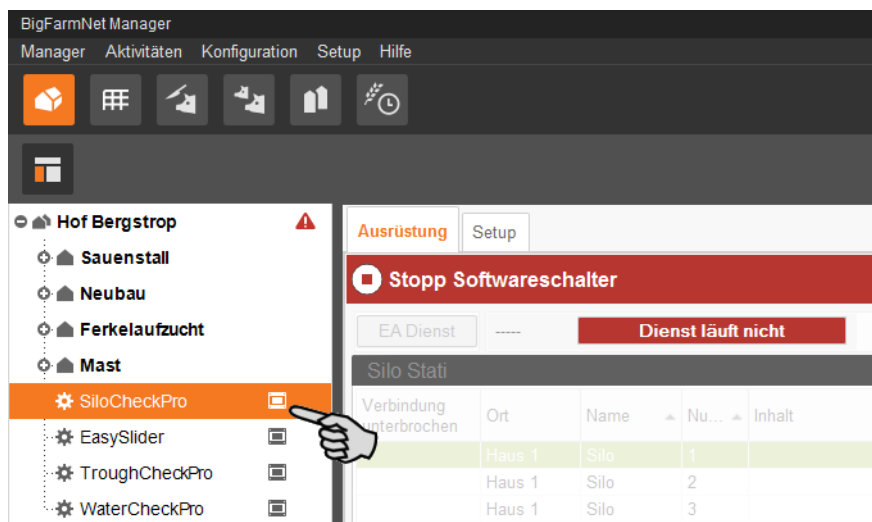 BigFarmNet Manager
Manager Aktivitäten Konfiguration Setup Hilfe
Hof Bergstrop
Sauenstall
Neubau
Ferkelaufzucht
Mast
SiloCheckPro
EasySlider
TroughCheckPro
WaterCheckPro
Ausrüstung Setup
Stopp Softwareschalter
EA Dienst ----- Dienst läuft nicht
Silo Stati
Verbindung
unterbrochen Ort Name Nu... Inhalt
Haus 1 Silo 1
Haus 1 Silo 2
Haus 1 Silo 3